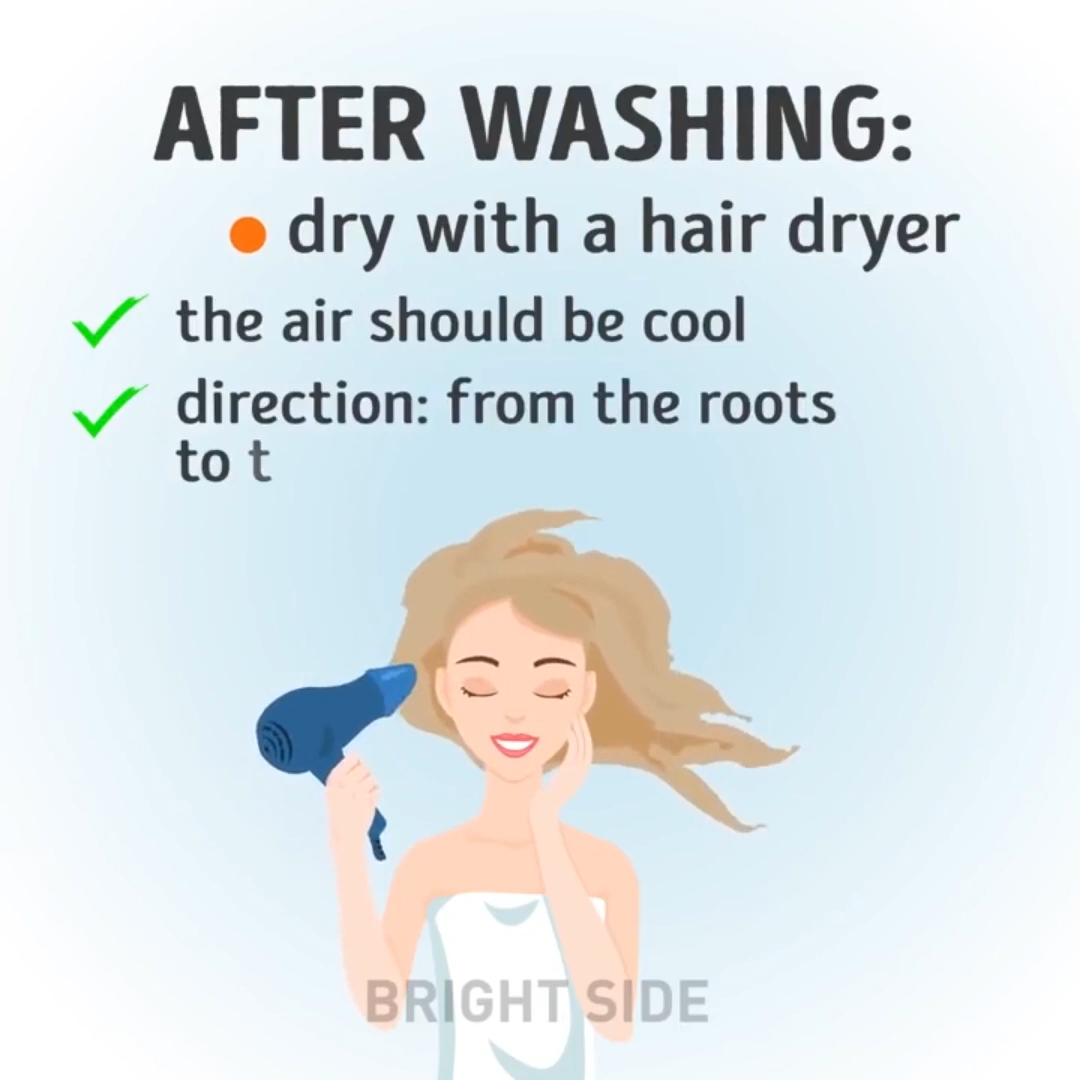 AFTER WASHING:
dry with a hair dryer
the air should be cool
direction: from the roots
to t
BRIGHT SIDE